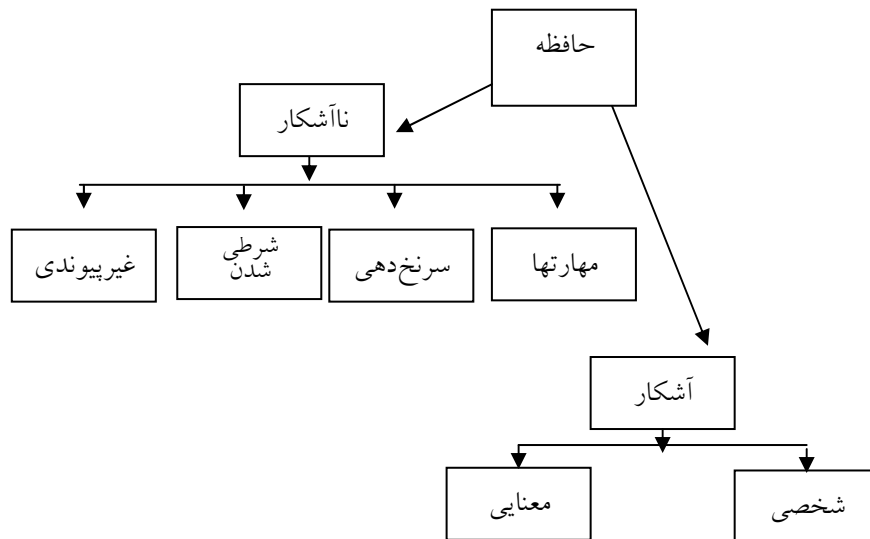 حافظه
ناآشکار
مهارتها
سرنخ‌دهی
شرطی
شدن
غیرپیوندی
آشکار
شخصی
معنایی